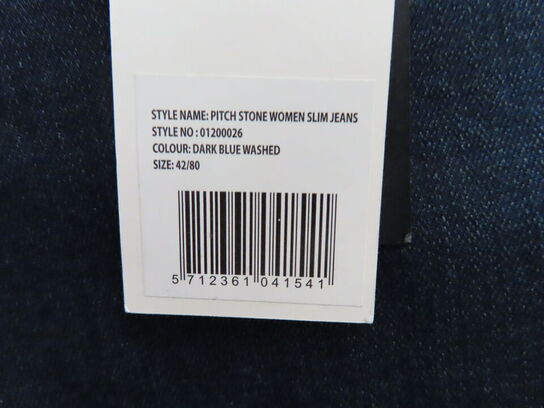 STYLE NAME: PITCH STONE WOMEN SLIM JEANS
STYLE NO : 01200026
COLOUR: DARK BLUE WASHED
SIZE: 42/80
5 712361 041541